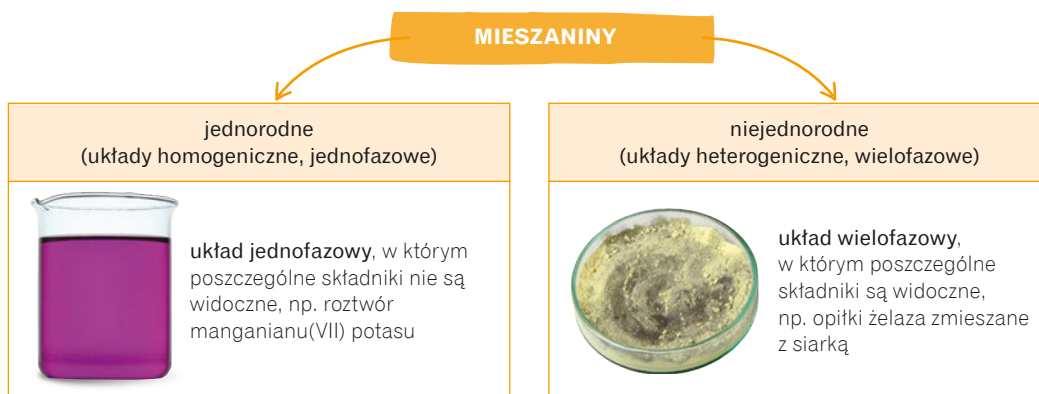 MIESZANINY
jednorodne
(układy homogeniczne, jednofazowe)
układ jednofazowy, w którym
poszczególne składniki nie są
widoczne, np. roztwór
manganianu(VII) potasu
niejednorodne
(układy heterogeniczne, wielofazowe)
układ wielofazowy,
w którym poszczególne
składniki są widoczne,
np. opiłki żelaza zmieszane
z siarką